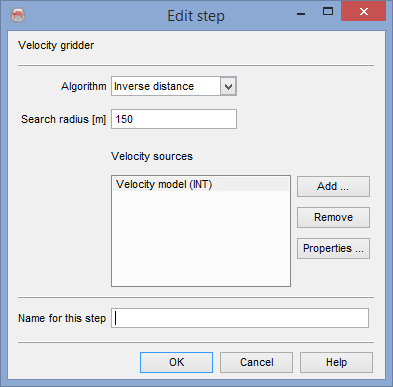 Edit step
Velocity gridder
Algorithm Inverse distance
Search radius [m] 150
Velocity sources
Velocity model (INT)
Add ...
Remove
Properties ...
Name for this step
OK Cancel Help